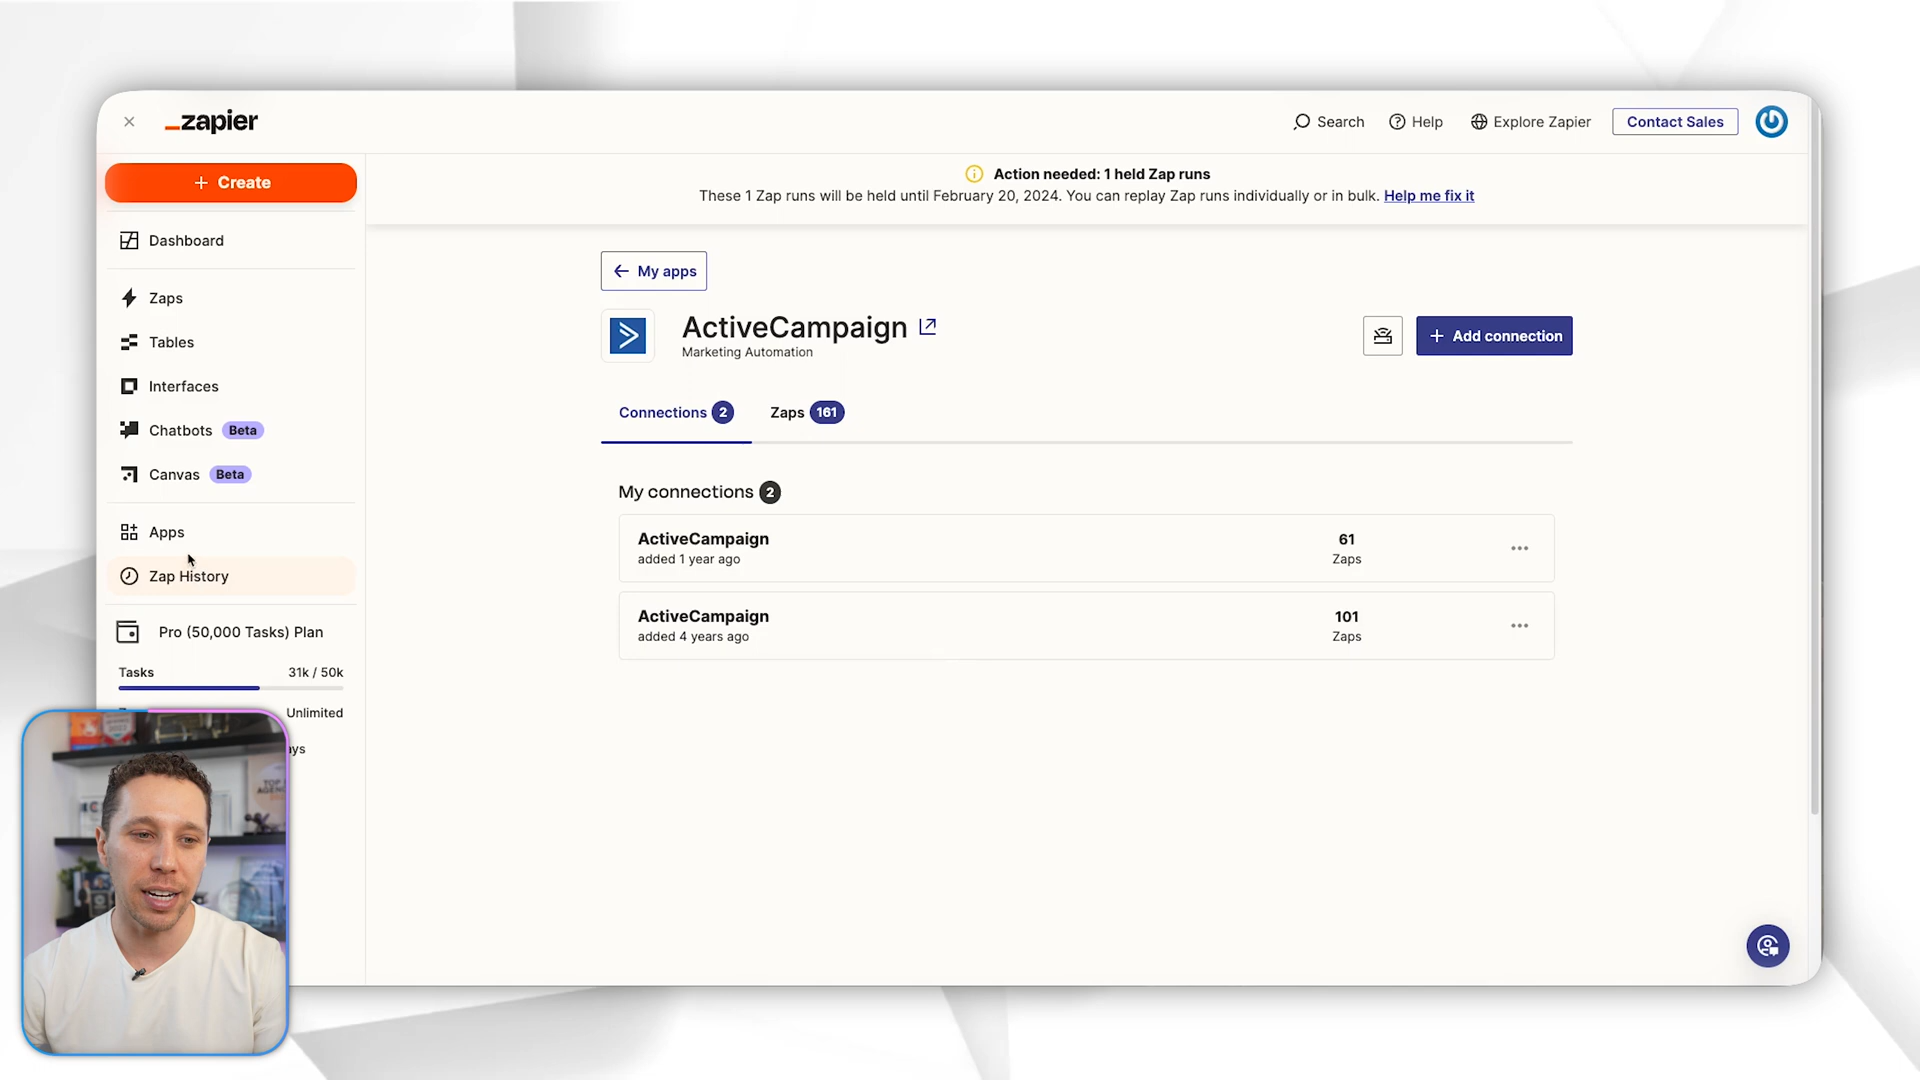 zapier
Search
Help
Explore Zapier
Contact Sales
+ Create
Action needed: 1 held Zap runs
These 1 Zap runs will be held until February 20, 2024. You can replay Zap runs individually or in bulk. Help me fix it
Dashboard
Zaps
Tables
Interfaces
Chatbots Beta
Canvas Beta
Apps
Zap History
Pro (50,000 Tasks) Plan
Tasks 31k / 50k
Unlimited
ays
← My apps
ActiveCampaign
Marketing Automation
+ Add connection
Connections 2
Zaps 161
My connections 2
ActiveCampaign
added 1 year ago
61
Zaps
ActiveCampaign
added 4 years ago
101
Zaps